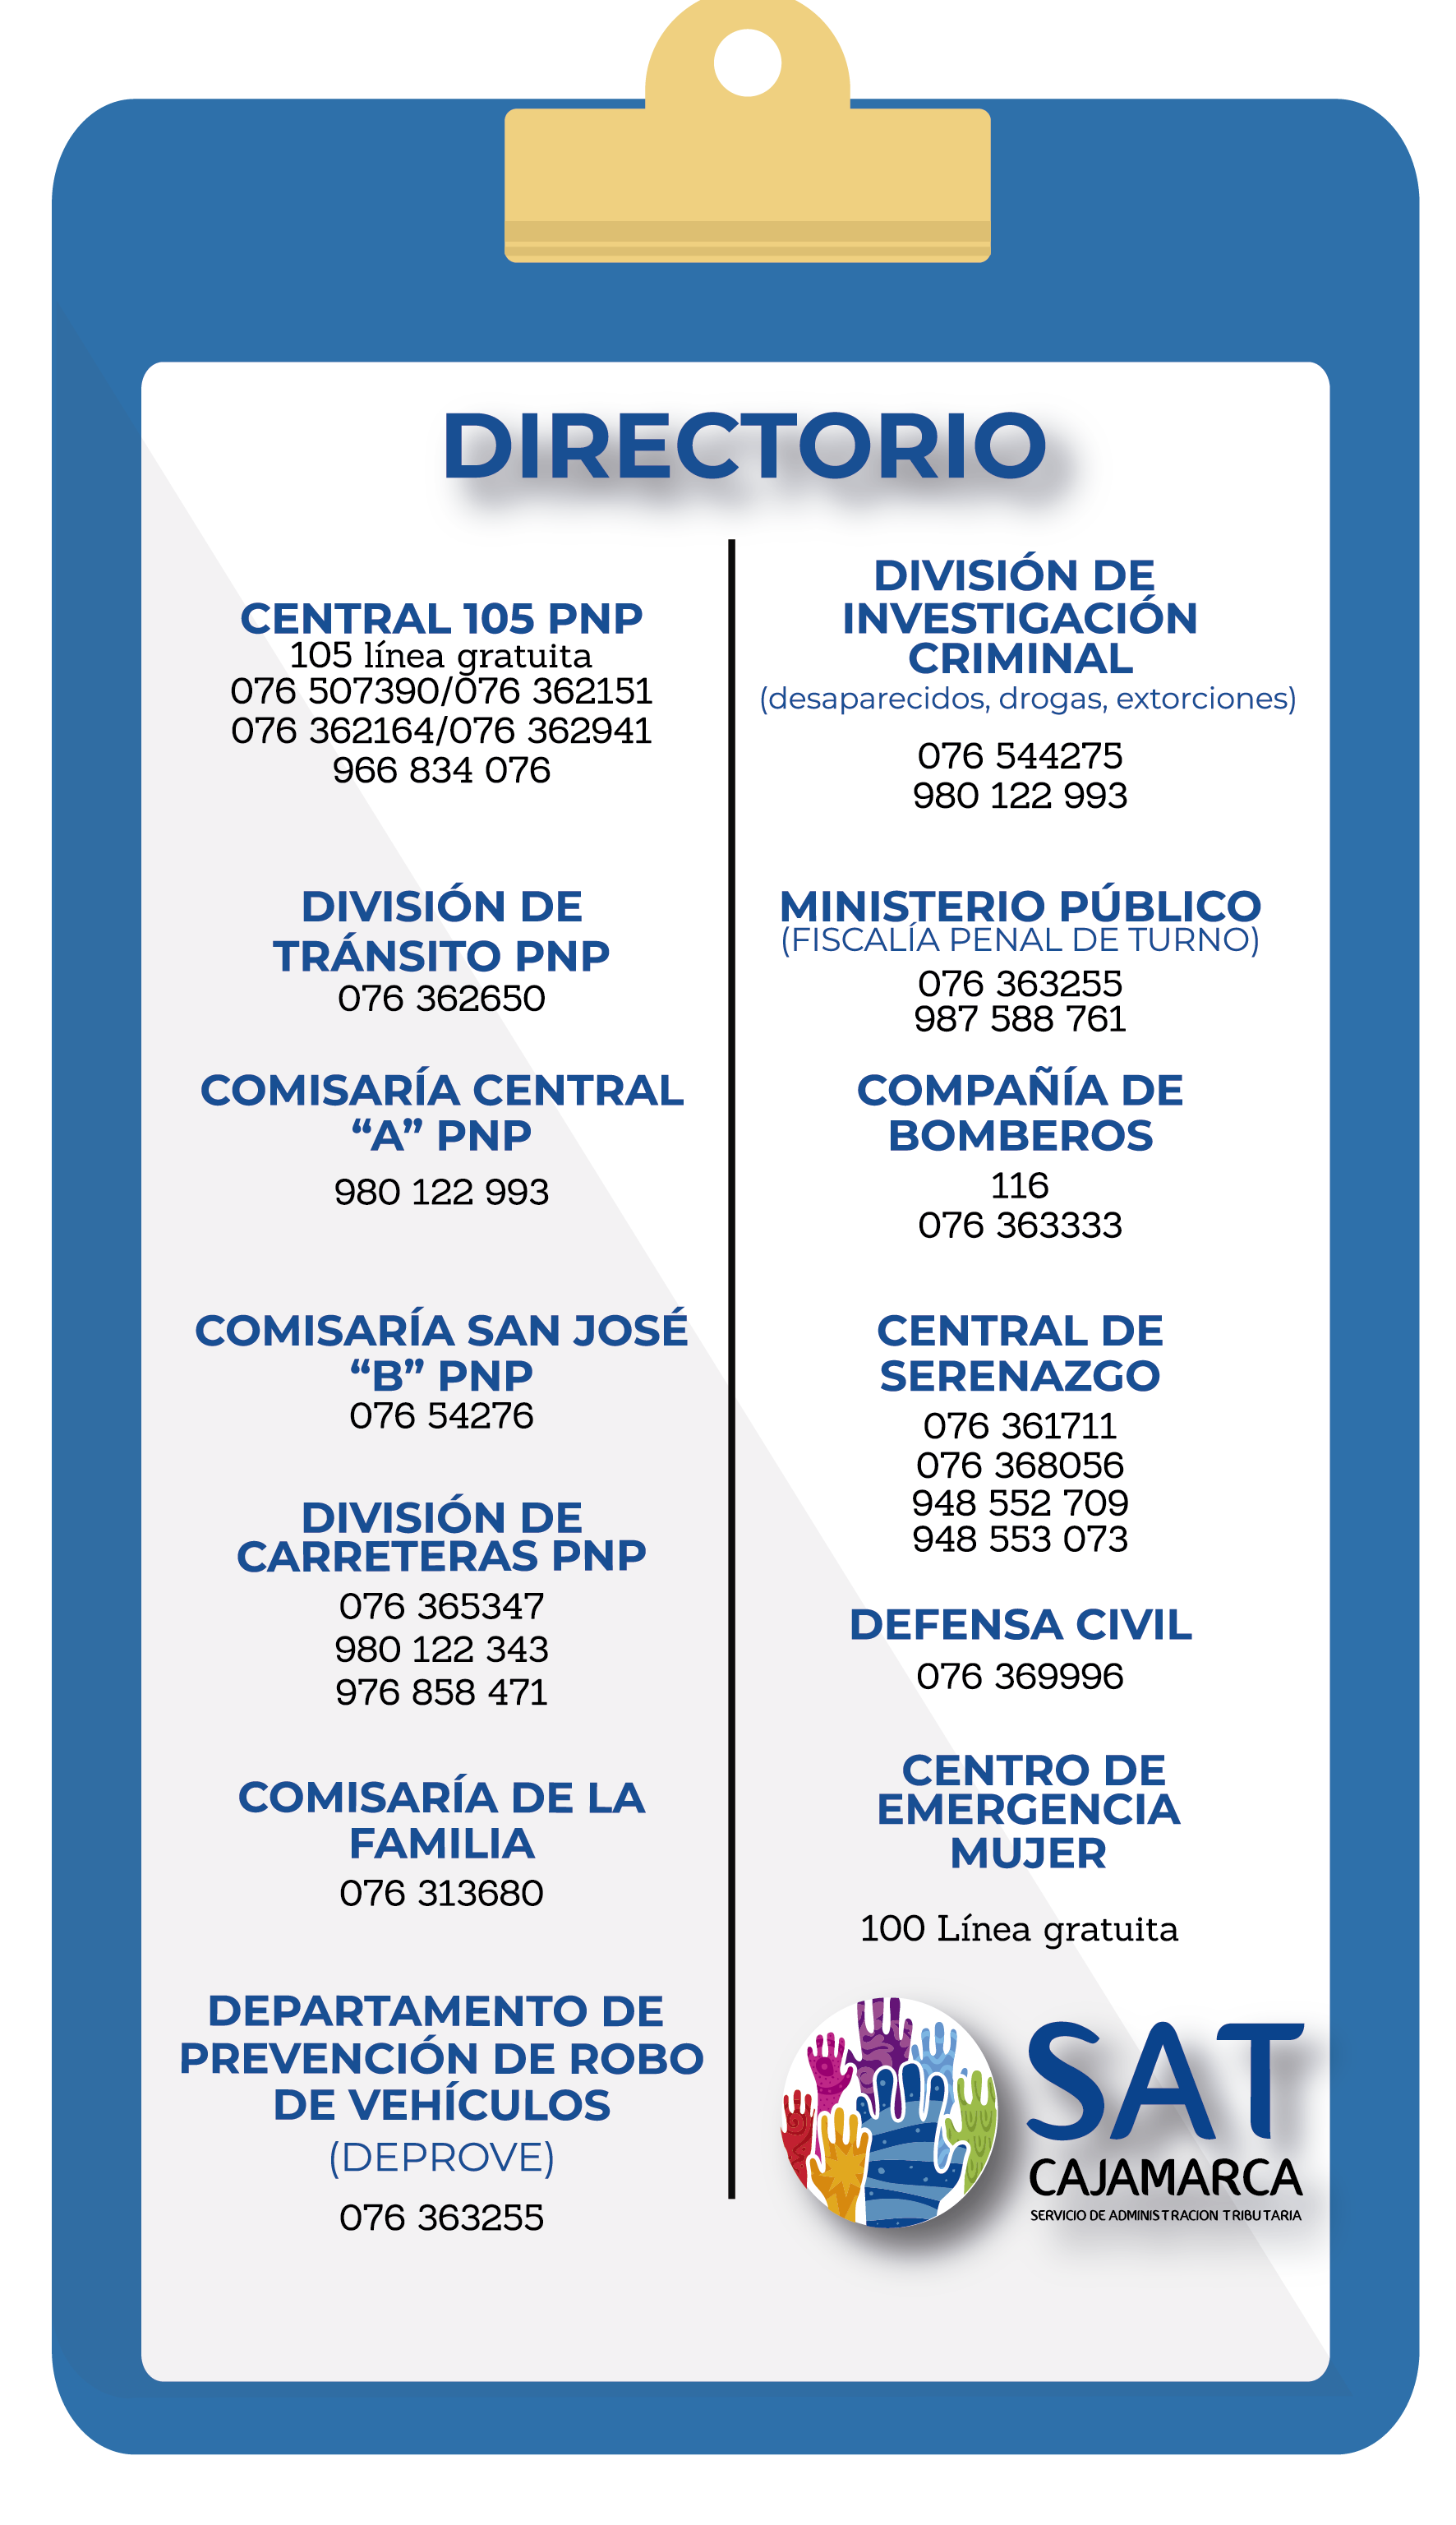 DIRECTORIO
CENTRAL 105 PNP
105 línea gratuita
076 507390/076 362151
076 362164/076 362941
966 834 076
DIVISIÓN DE
TRÁNSITO PNP
076 362650
COMISARÍA CENTRAL
“A” PNP
980 122 993
COMISARÍA SAN JOSÉ
“B” PNP
076 54276
DIVISIÓN DE
CARRETERAS PNP
076 365347
980 122 343
976 858 471
COMISARÍA DE LA
FAMILIA
076 313680
DEPARTAMENTO DE
PREVENCIÓN DE ROBO
DE VEHÍCULOS
(DEPROVE)
076 363255
DIVISIÓN DE
INVESTIGACIÓN
CRIMINAL
(desaparecidos, drogas, extorciones)
076 544275
980 122 993
MINISTERIO PÚBLICO
(FISCALÍA PENAL DE TURNO)
076 363255
987 588 761
COMPAÑÍA DE
BOMBEROS
116
076 363333
CENTRAL DE
SERENAZGO
076 361711
076 368056
948 552 709
948 553 073
DEFENSA CIVIL
076 369996
CENTRO DE
EMERGENCIA
MUJER
100 Línea gratuita
SAT
CAJAMARCA
SERVICIO DE ADMINISTRACION TRIBUTARIA